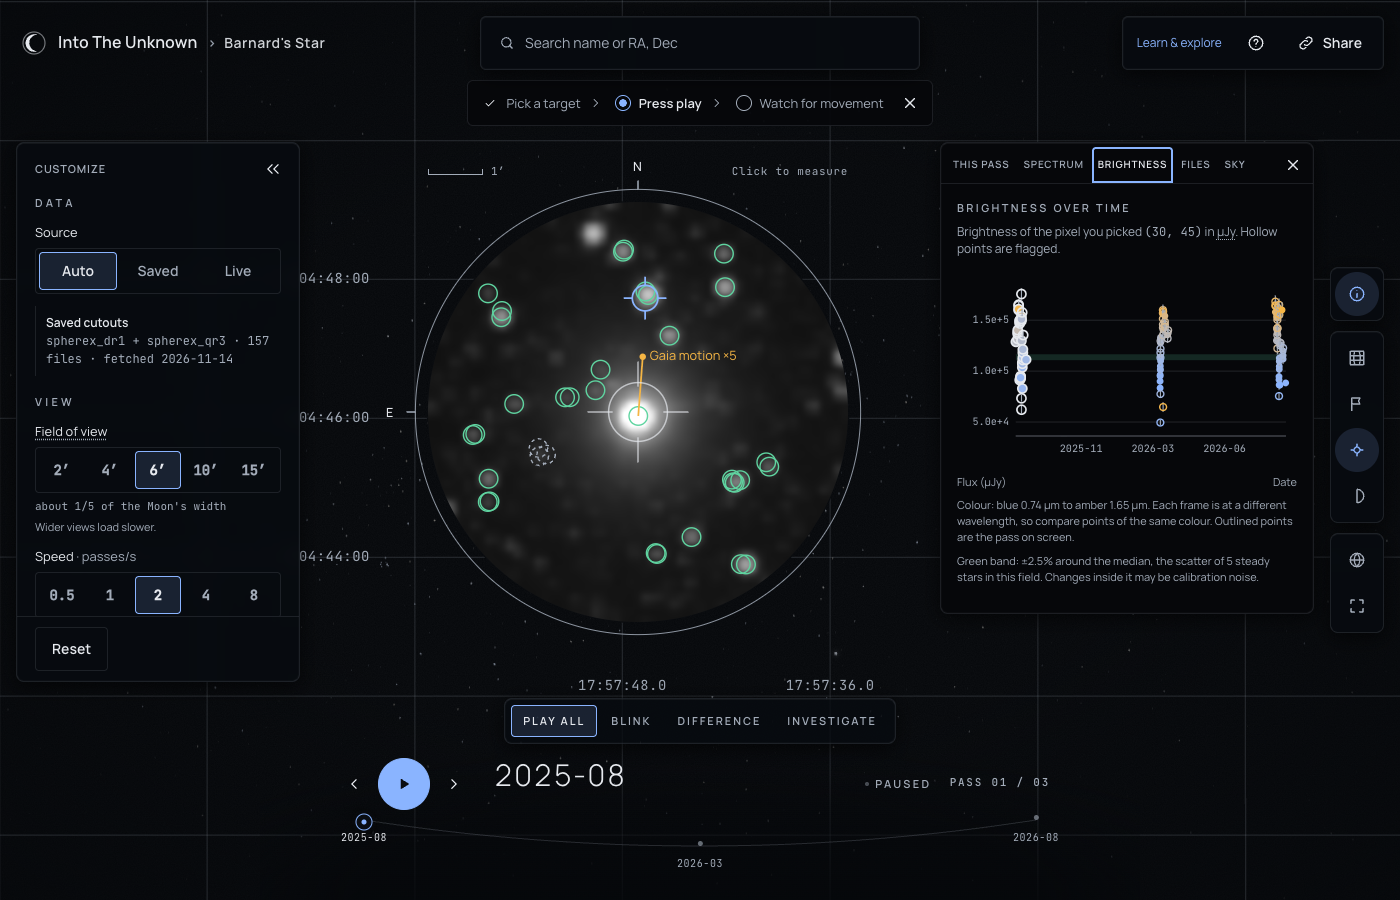 Into The Unknown › Barnard's Star
Search name or RA, Dec
Learn & explore
Share
Pick a target
Press play
Watch for movement
CUSTOMIZE
DATA
Source
Auto
Saved
Live
Saved cutouts
spherex_dr1 + spherex_qr3 · 157
files · fetched 2026-11-14
VIEW
Field of view
2′ 4′ 6′ 10′ 15′
about 1/5 of the Moon's width
Wider views load slower.
Speed · passes/s
0.5 1 2 4 8
Reset
1′
N
Click to measure
04:48:00
Gaia motion ×5
04:46:00
E
04:44:00
17:57:48.0
17:57:36.0
THIS PASS
SPECTRUM
BRIGHTNESS
FILES
SKY
BRIGHTNESS OVER TIME
Brightness of the pixel you picked (30, 45) in µJy. Hollow
points are flagged.
1.5e+5
1.0e+5
5.0e+4
2025-11
2026-03
2026-06
Flux (µJy)
Date
Colour: blue 0.74 µm to amber 1.65 µm. Each frame is at a different
wavelength, so compare points of the same colour. Outlined points
are the pass on screen.
Green band: ±2.5% around the median, the scatter of 5 steady
stars in this field. Changes inside it may be calibration noise.
PLAY ALL
BLINK
DIFFERENCE
INVESTIGATE
2025-08
PAUSED
PASS 01 / 03
2025-08
2026-03
2026-08